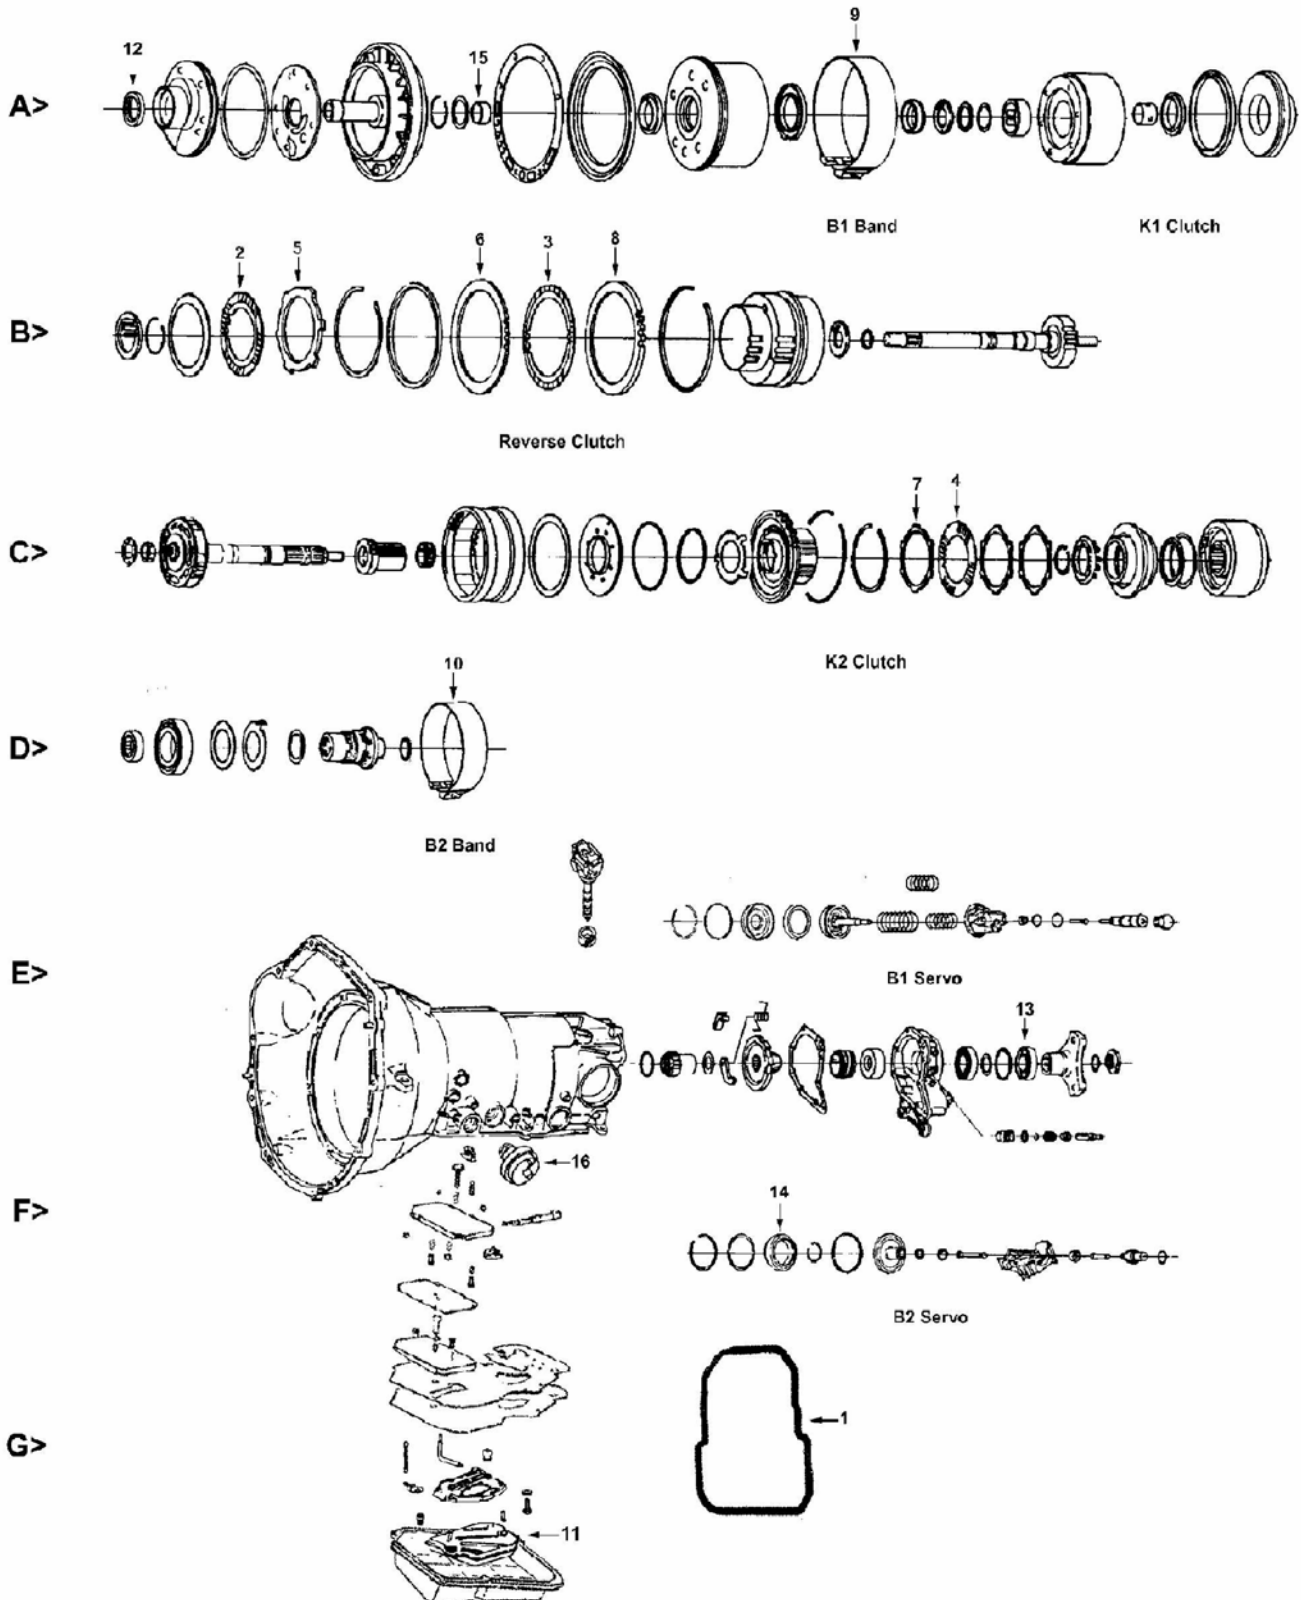 9
12
15
A>
B1 Band
K1 Clutch
2
5
6
3
8
B>
Reverse Clutch
7
4
C>
K2 Clutch
10
D>
B2 Band
E>
B1 Servo
13
16
F>
14
B2 Servo
1
G>
11